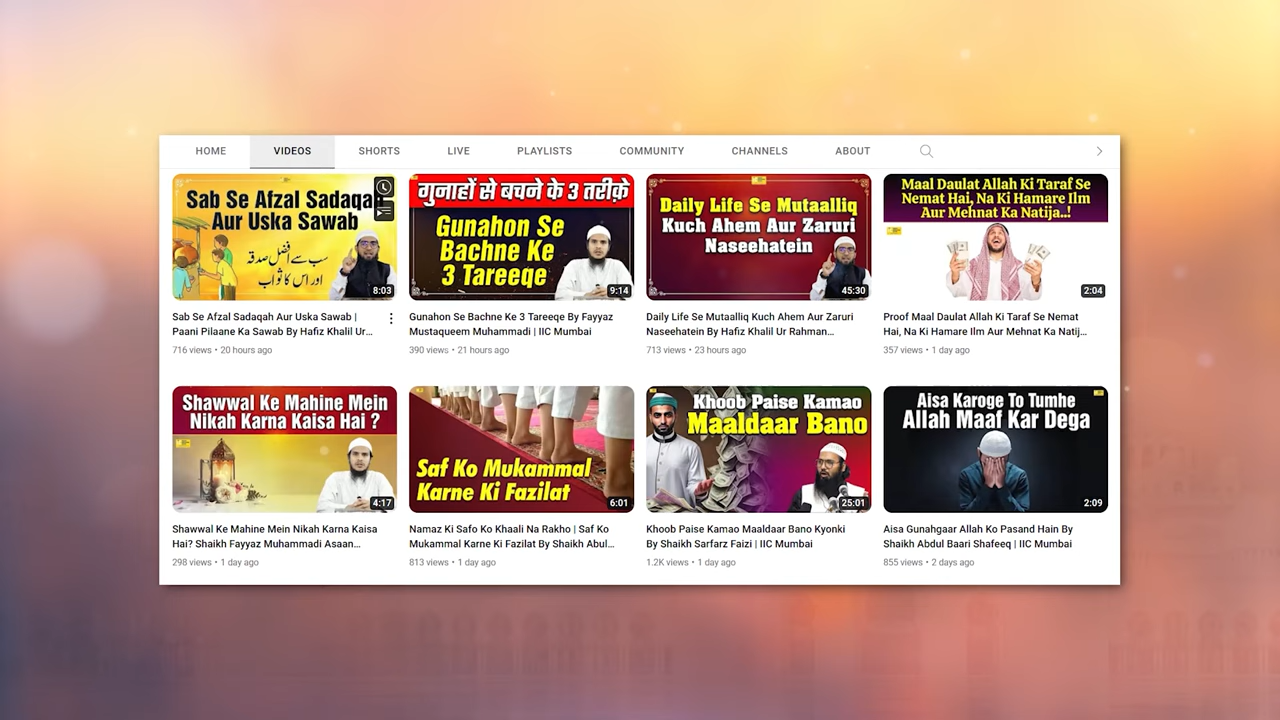 HOME VIDEOS SHORTS LIVE PLAYLISTS COMMUNITY CHANNELS ABOUT
Sab Se Afzal Sadaqah
Aur Uska Sawab
سب سے افضل صدقہ
اور اس کا ثواب
8:03
Sab Se Afzal Sadaqah Aur Uska Sawab |
Paani Pilaane Ka Sawab By Hafiz Khalil Ur...
716 views • 20 hours ago
गुनाहों से बचने के 3 तरीक़े
Gunahon Se
Bachne Ke
3 Tareeqe
9:14
Gunahon Se Bachne Ke 3 Tareeqe By Fayyaz
Mustaqueem Muhammadi | IIC Mumbai
390 views • 21 hours ago
Daily Life Se Mutaalliq
Kuch Ahem Aur Zaruri
Naseehatein
45:30
Daily Life Se Mutaalliq Kuch Ahem Aur Zaruri
Naseehatein By Hafiz Khalil Ur Rahman...
713 views • 23 hours ago
Maal Daulat Allah Ki Taraf Se
Nemat Hai, Na Ki Hamare Ilm
Aur Mehnat Ka Natija..!
2:04
Proof Maal Daulat Allah Ki Taraf Se Nemat
Hai, Na Ki Hamare Ilm Aur Mehnat Ka Natij...
357 views • 1 day ago
Shawwal Ke Mahine Mein
Nikah Karna Kaisa Hai ?
4:17
Shawwal Ke Mahine Mein Nikah Karna Kaisa
Hai? Shaikh Fayyaz Muhammadi Asaan...
298 views • 1 day ago
Saf Ko Mukammal
Karne Ki Fazilat
6:01
Namaz Ki Safo Ko Khaali Na Rakho | Saf Ko
Mukammal Karne Ki Fazilat By Shaikh Abul...
813 views • 1 day ago
Khoob Paise Kamao
Maaldaar Bano
25:01
Khoob Paise Kamao Maaldaar Bano Kyonki
By Shaikh Sarfarz Faizi | IIC Mumbai
1.2K views • 1 day ago
Aisa Karoge To Tumhe
Allah Maaf Kar Dega
2:09
Aisa Gunahgaar Allah Ko Pasand Hain By
Shaikh Abdul Baari Shafeeq | IIC Mumbai
855 views • 2 days ago